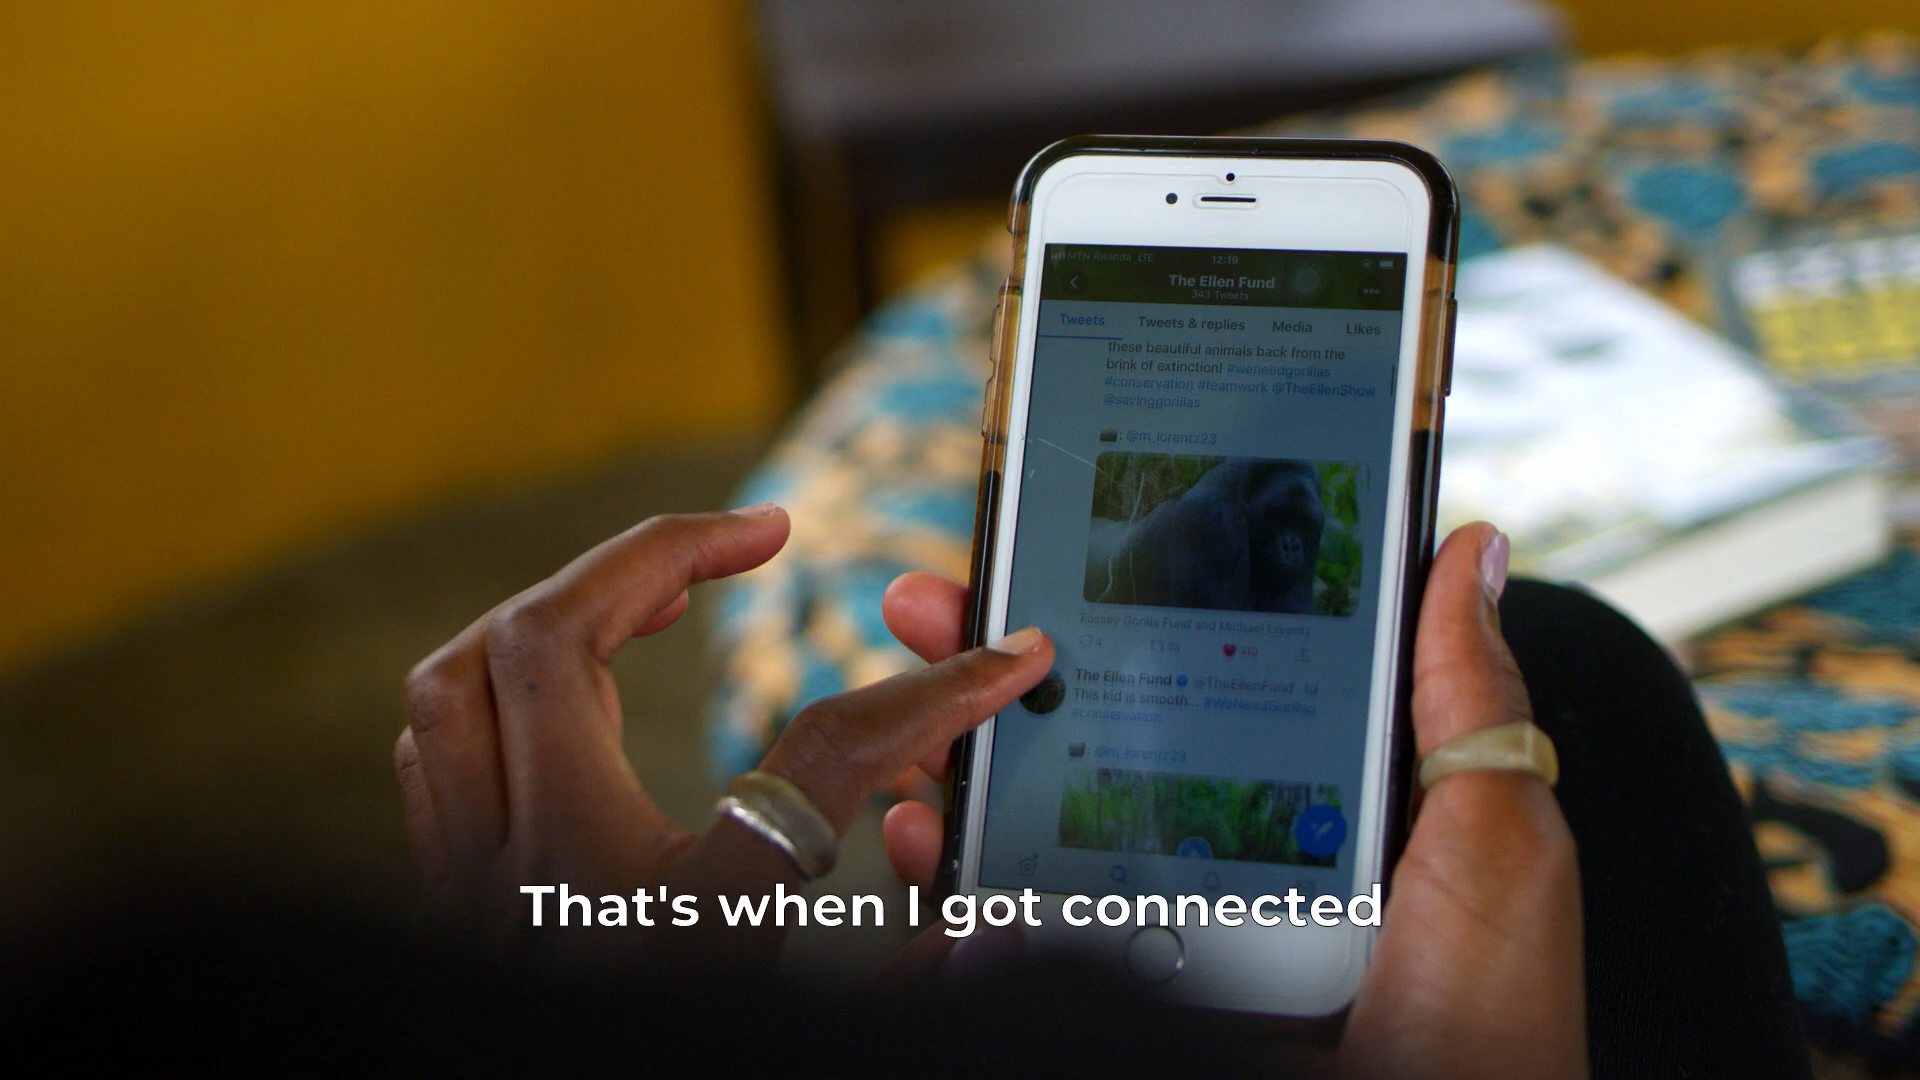 MTN Rwanda LTE 12:19
The Ellen Fund
343 Tweets
Tweets Tweets & replies Media Likes
these beautiful animals back from the
brink of extinction! #weneedgorillas
#conservation #teamwork @TheEllenShow
@savinggorillas
: @m_lorentz23
Fossey Gorilla Fund and Michael Lorentz
4 310
The Ellen Fund @TheEllenFund
This kid is smooth... #WeNeedGorillas
#conservation
: @m_lorentz23
That's when I got connected